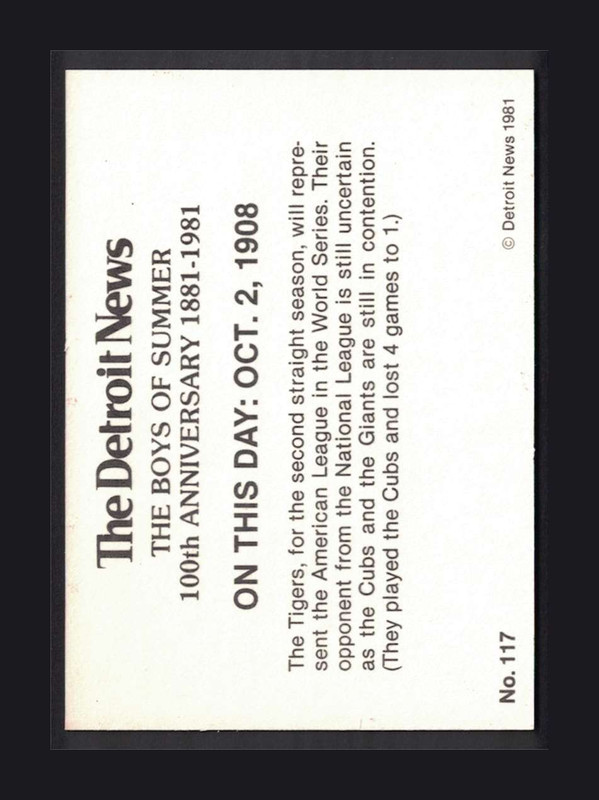 The Detroit News
THE BOYS OF SUMMER
100th ANNIVERSARY 1881-1981
ON THIS DAY: OCT. 2, 1908
The Tigers, for the second straight season, will repre-
sent the American League in the World Series. Their
opponent from the National League is still uncertain
as the Cubs and the Giants are still in contention.
(They played the Cubs and lost 4 games to 1.)
No. 117
© Detroit News 1981